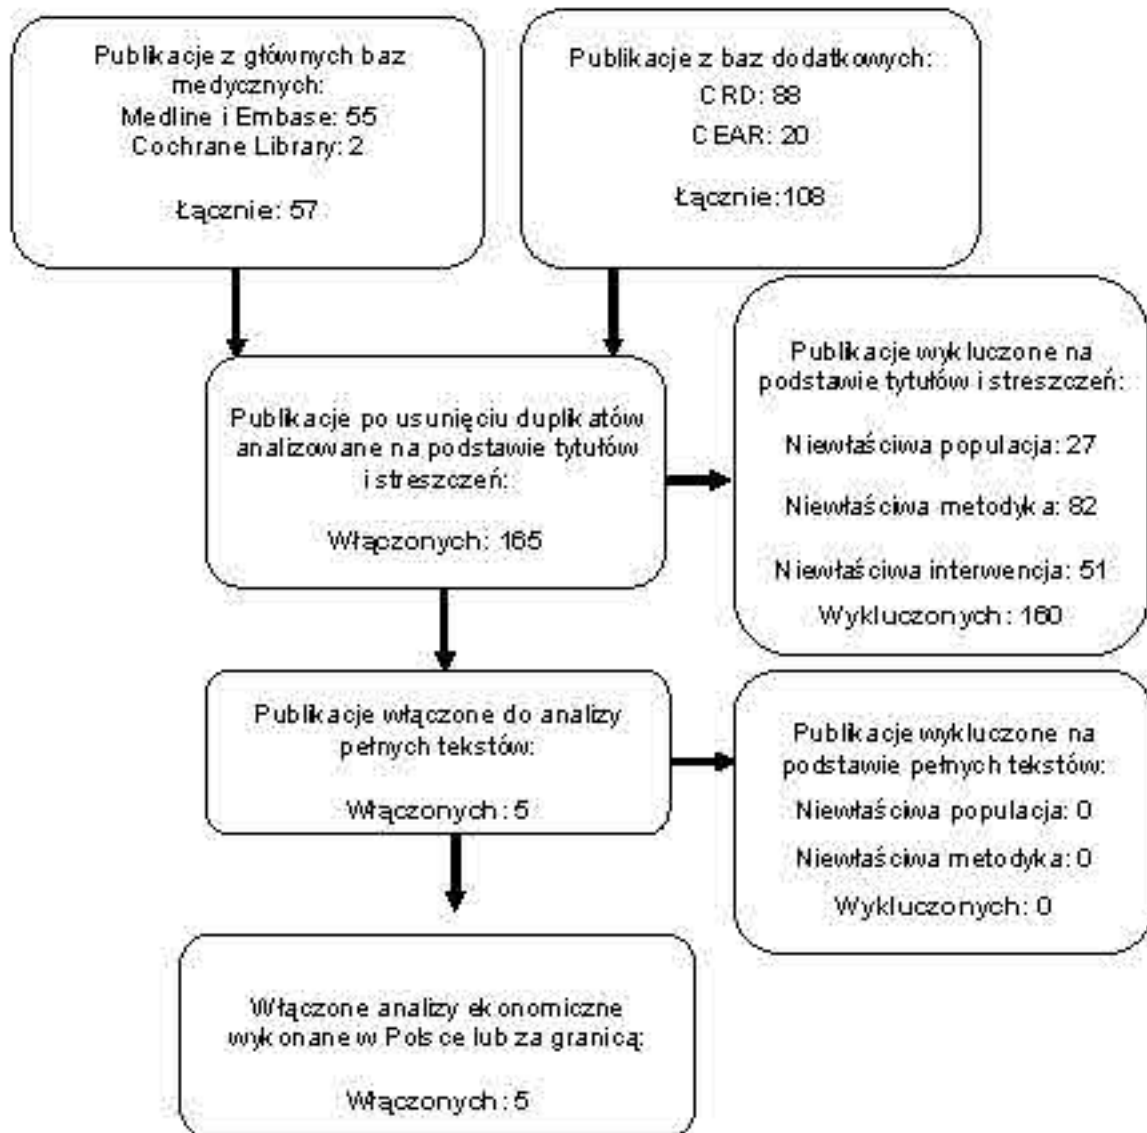 Publikacje z głównych baz
medycznych:
Medline i Embase: 55
Cochrane Library: 2
Łącznie: 57
Publikacje z baz dodatkowych:
CRD: 88
CEAR: 20
Łącznie:108
Publikacje po usunięciu duplikatów
analizowane na podstawie tytułów
i streszczeń:
Włączonych: 165
Publikacje wykluczone na
podstawie tytułów i streszczeń:
Niewłaściwa populacja: 27
Niewłaściwa metodyka: 82
Niewłaściwa interwencja: 51
Wykluczonych: 160
Publikacje włączone do analizy
pełnych tekstów:
Włączonych: 5
Publikacje wykluczone na
podstawie pełnych tekstów:
Niewłaściwa populacja: 0
Niewłaściwa metodyka: 0
Wykluczonych: 0
Włączone analizy ekonomiczne
wykonane w Polsce lub za granicą:
Włączonych: 5